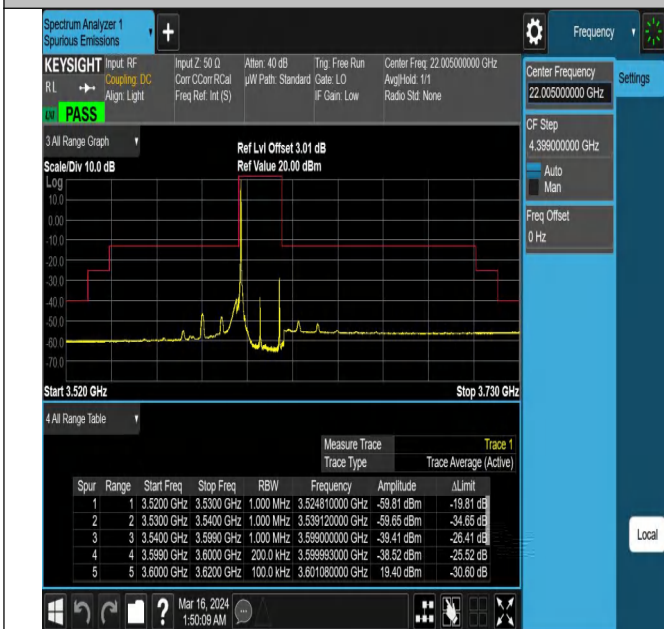 Spectrum Analyzer 1
Spurious Emissions
+
Frequency
KEYSIGHT
RL
Input: RF
Coupling: DC
Align: Light
Input Z: 50 Ω
Corr CCorr RCal
Freq Ref: Int (S)
Atten: 40 dB
µW Path: Standard
Trig: Free Run
Gate: LO
IF Gain: Low
Center Freq: 22.005000000 GHz
Avg|Hold: 1/1
Radio Std: None
PASS
Center Frequency
22.005000000 GHz
Settings
CF Step
4.399000000 GHz
Auto
Man
Freq Offset
0 Hz
3 All Range Graph
Scale/Div 10.0 dB
Ref Lvl Offset 3.01 dB
Ref Value 20.00 dBm
Log
10.0
0.00
-10.0
-20.0
-30.0
-40.0
-50.0
-60.0
-70.0
Start 3.520 GHz
Stop 3.730 GHz
4 All Range Table
Measure Trace Trace 1
Trace Type Trace Average (Active)
Spur Range Start Freq Stop Freq RBW Frequency Amplitude ΔLimit
1 1 3.5200 GHz 3.5300 GHz 1.000 MHz 3.524810000 GHz -59.81 dBm -19.81 dB
2 2 3.5300 GHz 3.5400 GHz 1.000 MHz 3.539120000 GHz -59.65 dBm -34.65 dB
3 3 3.5400 GHz 3.5990 GHz 1.000 MHz 3.599000000 GHz -39.41 dBm -26.41 dB
4 4 3.5990 GHz 3.6000 GHz 200.0 kHz 3.599993000 GHz -38.52 dBm -25.52 dB
5 5 3.6000 GHz 3.6200 GHz 100.0 kHz 3.601080000 GHz 19.40 dBm -30.60 dB
Local
?
Mar 16, 2024
1:50:09 AM